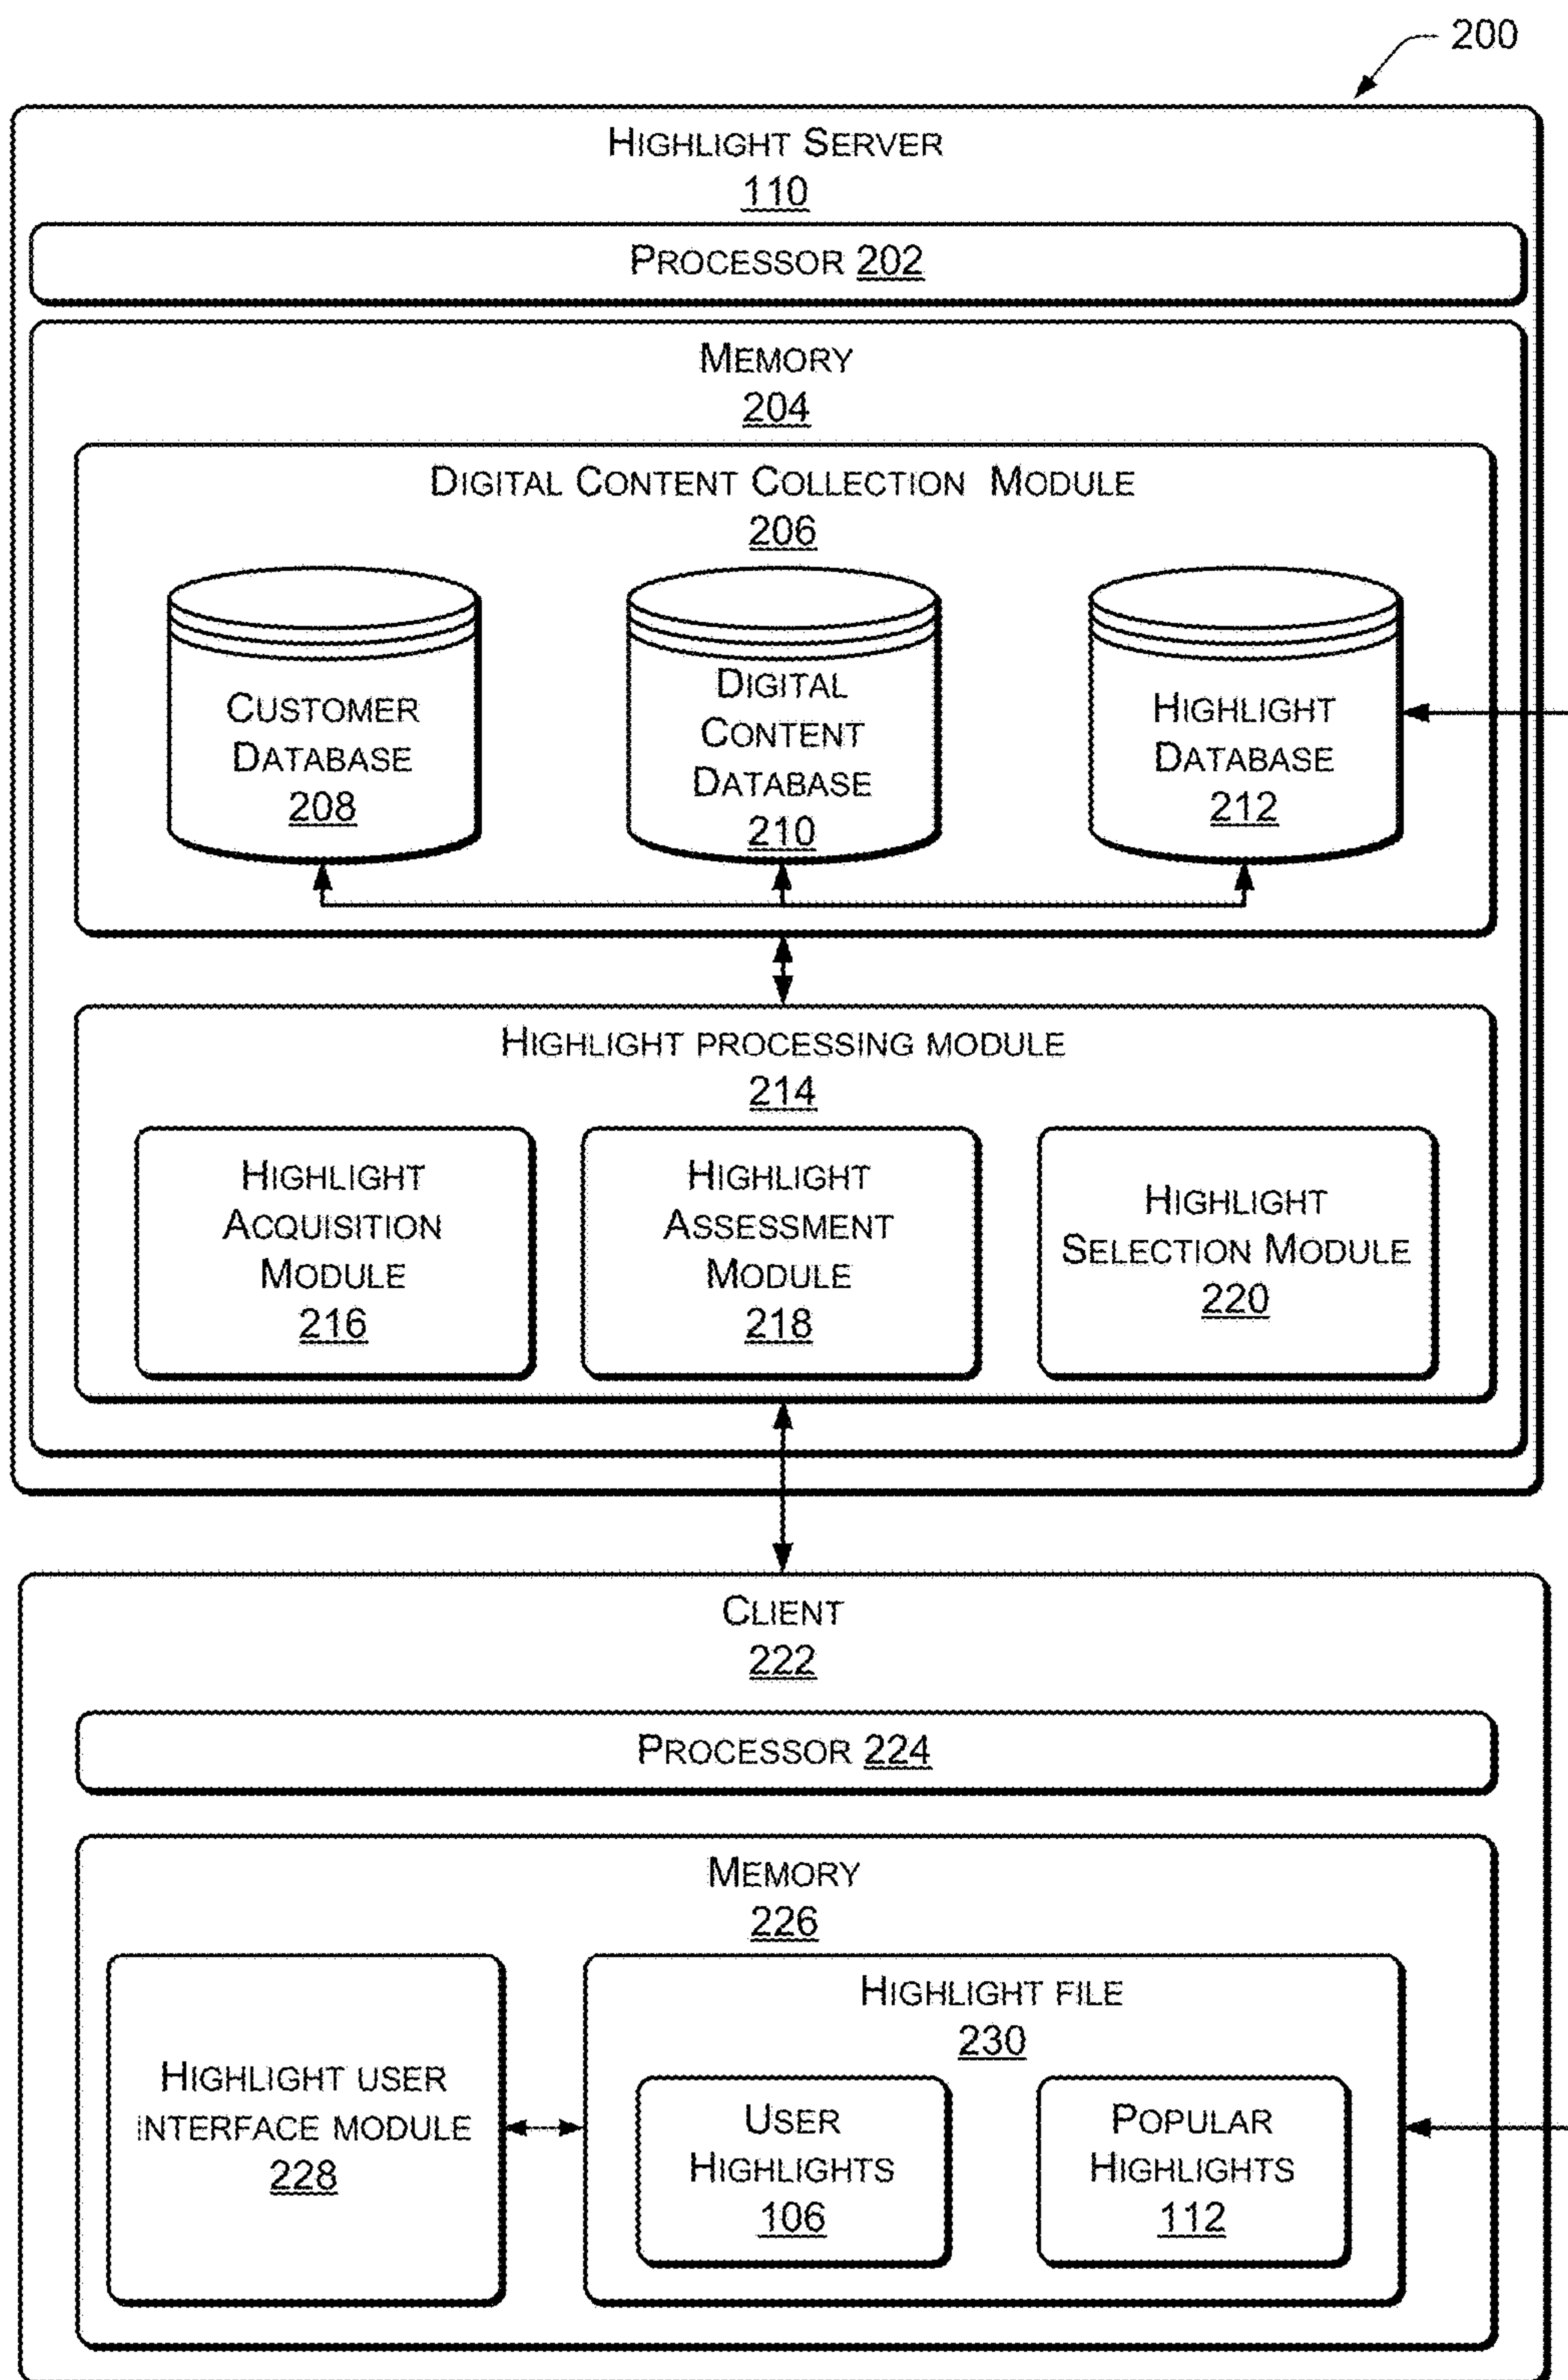 200
HIGHLIGHT SERVER
110
PROCESSOR 202
MEMORY
204
DIGITAL CONTENT COLLECTION MODULE
206
CUSTOMER
DATABASE
208
DIGITAL
CONTENT
DATABASE
210
HIGHLIGHT
DATABASE
212
HIGHLIGHT PROCESSING MODULE
214
HIGHLIGHT
ACQUISITION
MODULE
216
HIGHLIGHT
ASSESSMENT
MODULE
218
HIGHLIGHT
SELECTION MODULE
220
CLIENT
222
PROCESSOR 224
MEMORY
226
HIGHLIGHT USER
INTERFACE MODULE
228
HIGHLIGHT FILE
230
USER
HIGHLIGHTS
106
POPULAR
HIGHLIGHTS
112